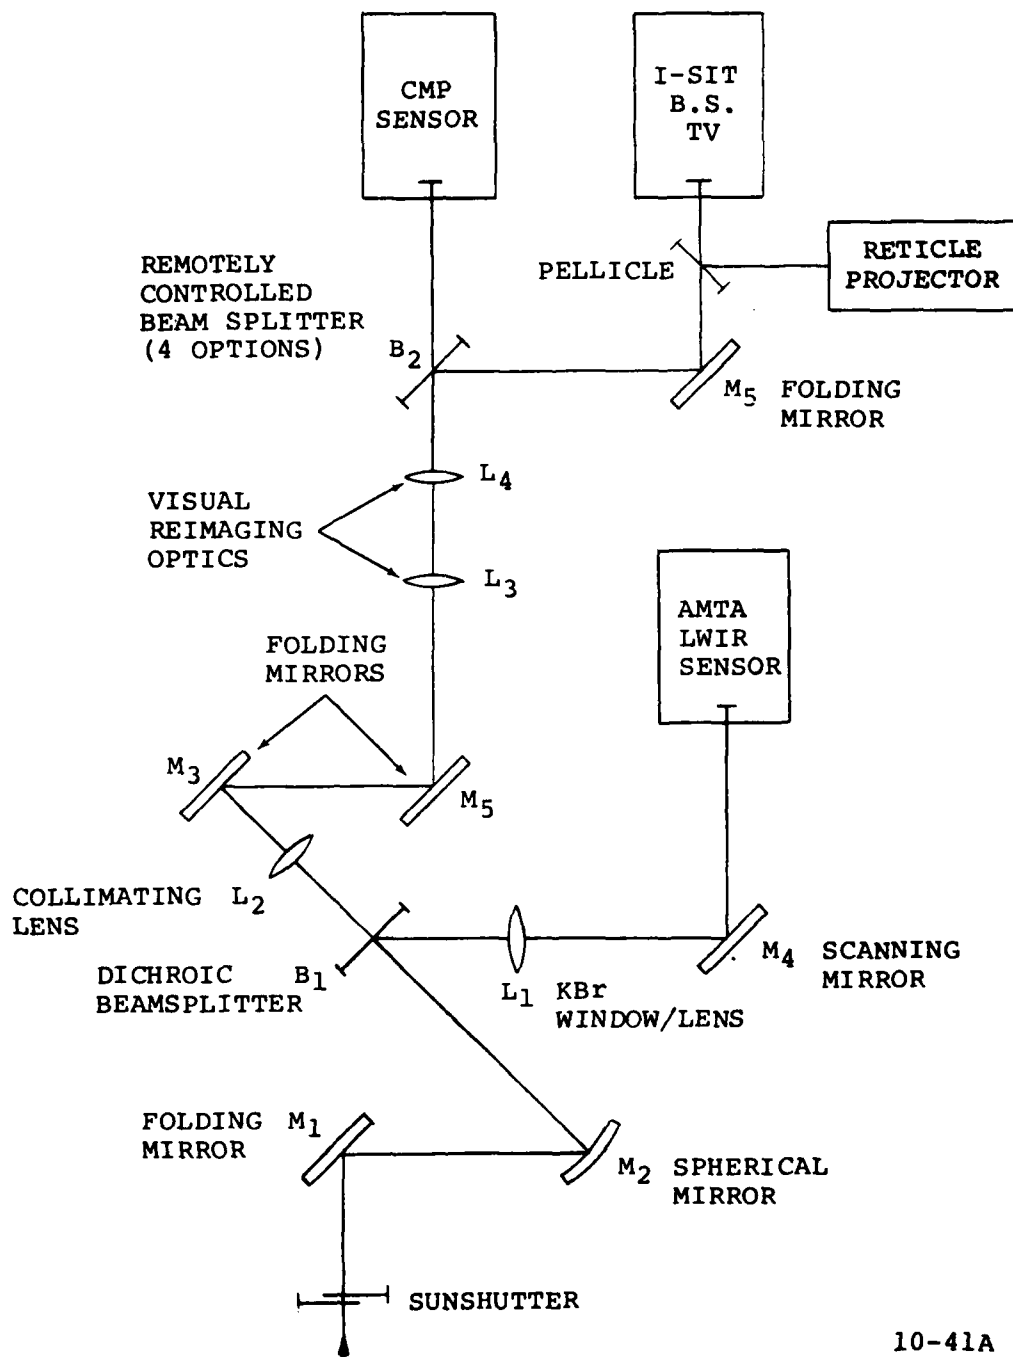 CMP
SENSOR
I-SIT
B.S.
TV
RETICLE
PROJECTOR
PELLICLE
REMOTELY
CONTROLLED
BEAM SPLITTER
(4 OPTIONS)
B2
M5 FOLDING
MIRROR
L4
VISUAL
REIMAGING
OPTICS
L3
AMTA
LWIR
SENSOR
FOLDING
MIRRORS
M3
M5
COLLIMATING L2
LENS
DICHROIC B1
BEAMSPLITTER
L1 KBr
WINDOW/LENS
M4 SCANNING
MIRROR
FOLDING M1
MIRROR
M2 SPHERICAL
MIRROR
SUNSHUTTER
10-41A